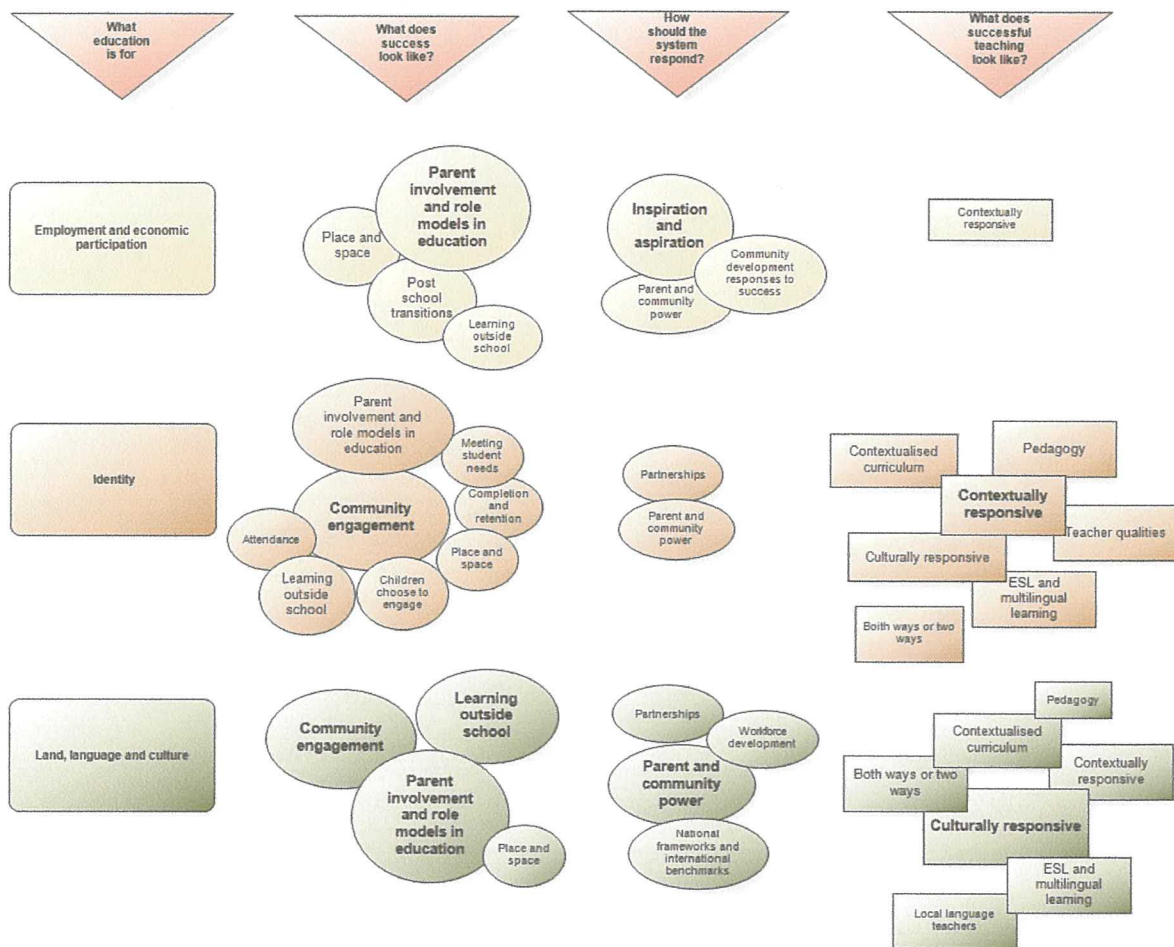 What
education
is for
What does
success
look like?
How
should the
system
respond?
What does
successful
teaching
look like?
Employment and economic
participation
Parent
involvement
and role
models in
education
Place and
space
Post
school
transitions
Learning
outside
school
Inspiration
and
aspiration
Community
development
responses to
success
Parent and
community
power
Contextually
responsive
Identity
Parent
involvement and
role models in
education
Meeting
student
needs
Community
engagement
Completion
and
retention
Attendance
Place and
space
Learning
outside
school
Children
choose to
engage
Partnerships
Parent and
community
power
Contextualised
curriculum
Pedagogy
Contextually
responsive
Teacher qualities
Culturally responsive
ESL and
multilingual
learning
Boith ways or two
ways
Land, language and culture
Community
engagement
Learning
outside
school
Parent
involvement
and role
models in
education
Place and
space
Partnerships
Workforce
development
Parent and
community
power
National
frameworks and
international
benchmarks
Pedagogy
Contextualised
curriculum
Both ways or two
ways
Contextually
responsive
Culturally responsive
ESL and
multilingual
learning
Local language
teachers